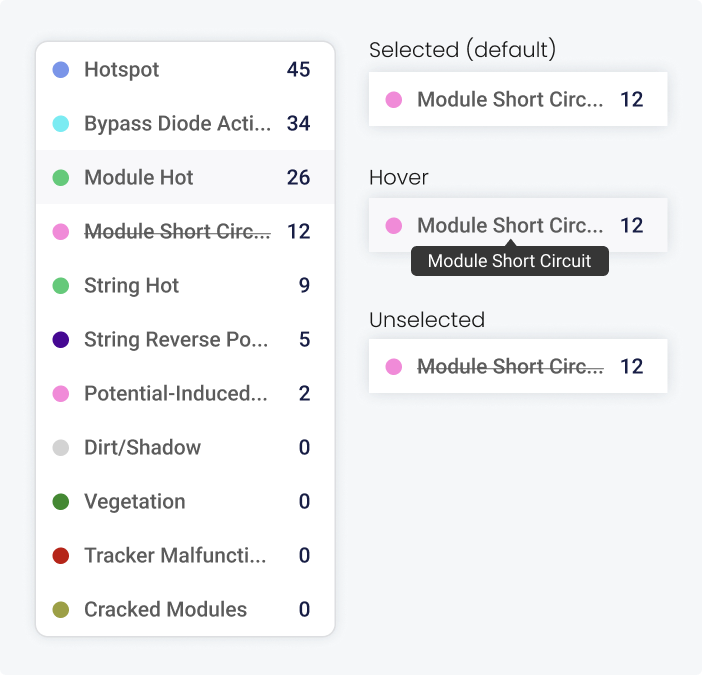 Hotspot 45
Bypass Diode Acti... 34
Module Hot 26
Module Short Circ... 12
String Hot 9
String Reverse Po... 5
Potential-Induced... 2
Dirt/Shadow 0
Vegetation 0
Tracker Malfuncti... 0
Cracked Modules 0
Selected (default)
Module Short Circ... 12
Hover
Module Short Circ... 12
Module Short Circuit
Unselected
Module Short Circ... 12